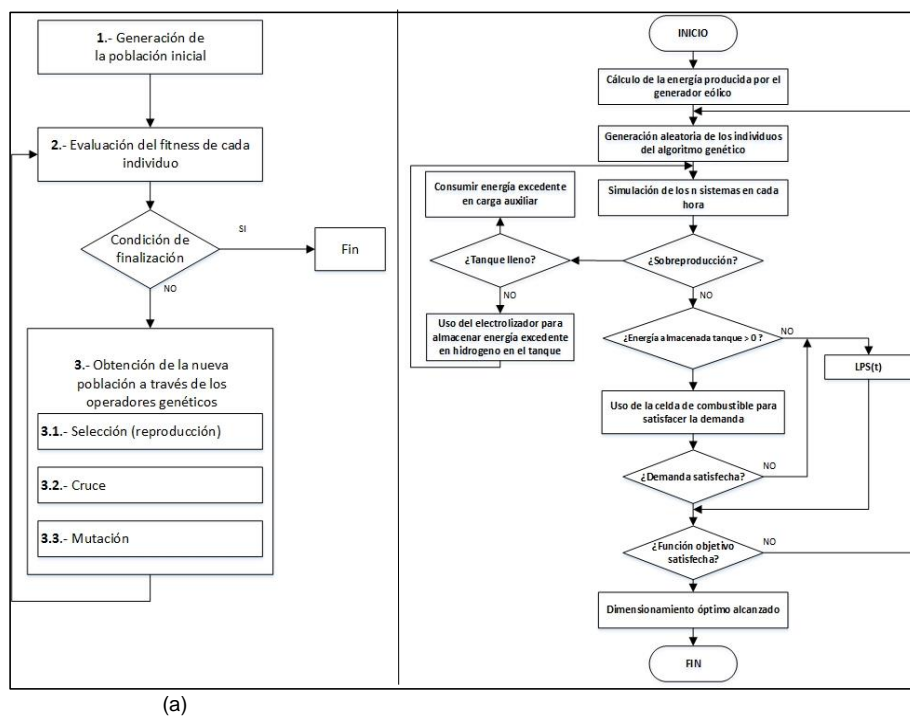 1.- Generación de
la población inicial
2.- Evaluación del fitness de cada
individuo
Condición de
finalización
SI
Fin
NO
3.- Obtención de la nueva
población a través de los
operadores genéticos
3.1.- Selección (reproducción)
3.2.- Cruce
3.3.- Mutación
(a)
INICIO
Cálculo de la energía producida por el
generador eólico
Generación aleatoria de los individuos
del algoritmo genético
Simulación de los n sistemas en cada
hora
Consumir energía excedente
en carga auxiliar
¿Tanque lleno?
¿Sobreproducción?
NO
NO
Uso del electrolizador para
almacenar energía excedente
en hidrogeno en el tanque
¿Energía almacenada tanque > 0 ?
NO
LPS(t)
Uso de la celda de combustible para
satisfacer la demanda
¿Demanda satisfecha?
NO
¿Función objetivo
satisfecha?
NO
Dimensionamiento óptimo alcanzado
FIN